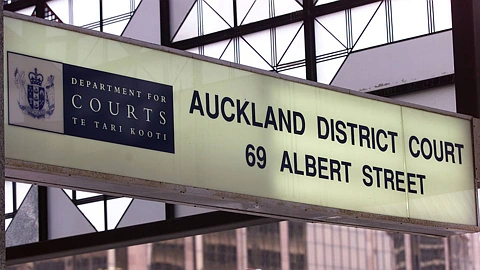 DEPARTMENT FOR
COURTS
TE TARI KOOTI
AUCKLAND DISTRICT COURT
69 ALBERT STREET